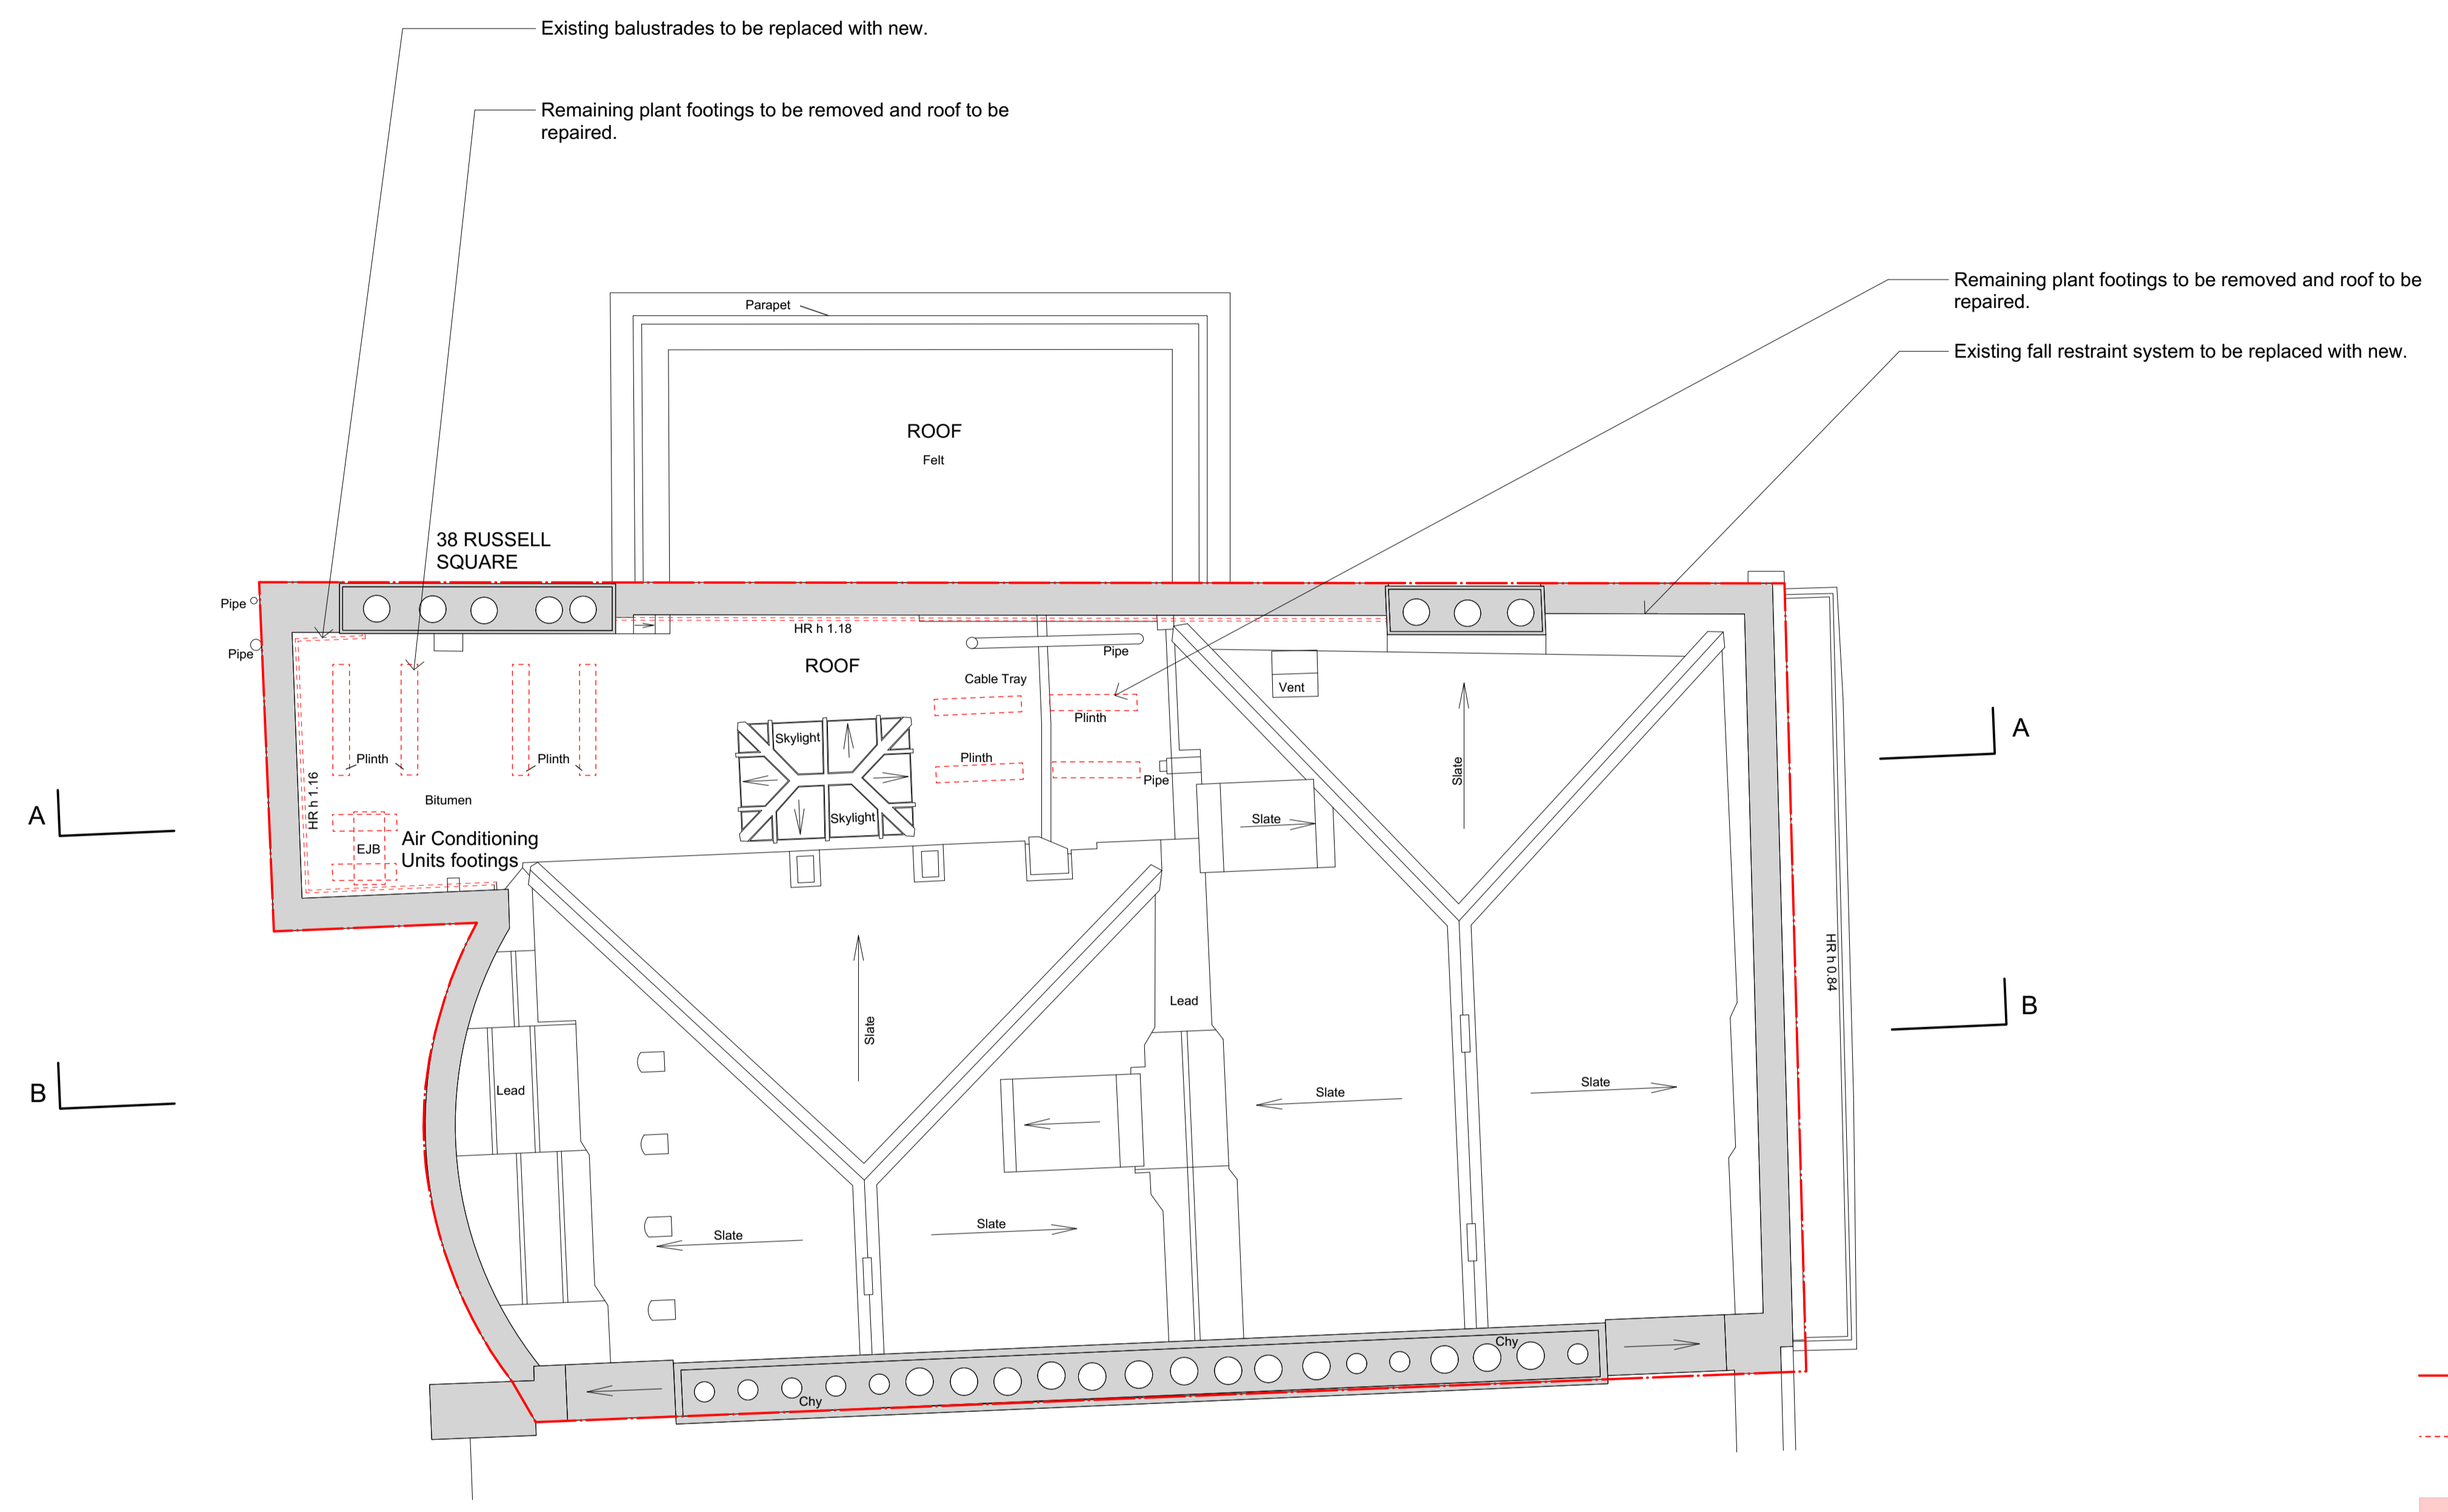 Existing balustrades to be replaced with new.
Remaining plant footings to be removed and roof to be
repaired.
Remaining plant footings to be removed and roof to be
repaired.
Existing fall restraint system to be replaced with new.
Parapet
ROOF
Felt
38 RUSSELL
SQUARE
Pipe
Pipe
HR h 1.18
ROOF
Pipe
Cable Tray
Vent
Plinth
Skylight
Plinth
Plinth
Plinth
Pipe
Slate
HR h 1.16
Bitumen
Skylight
Slate
A
A
Air Conditioning
Units footings
EJB
HR h 0.84
Lead
B
B
Slate
Lead
Slate
Slate
Slate
Slate
Chy
Chy